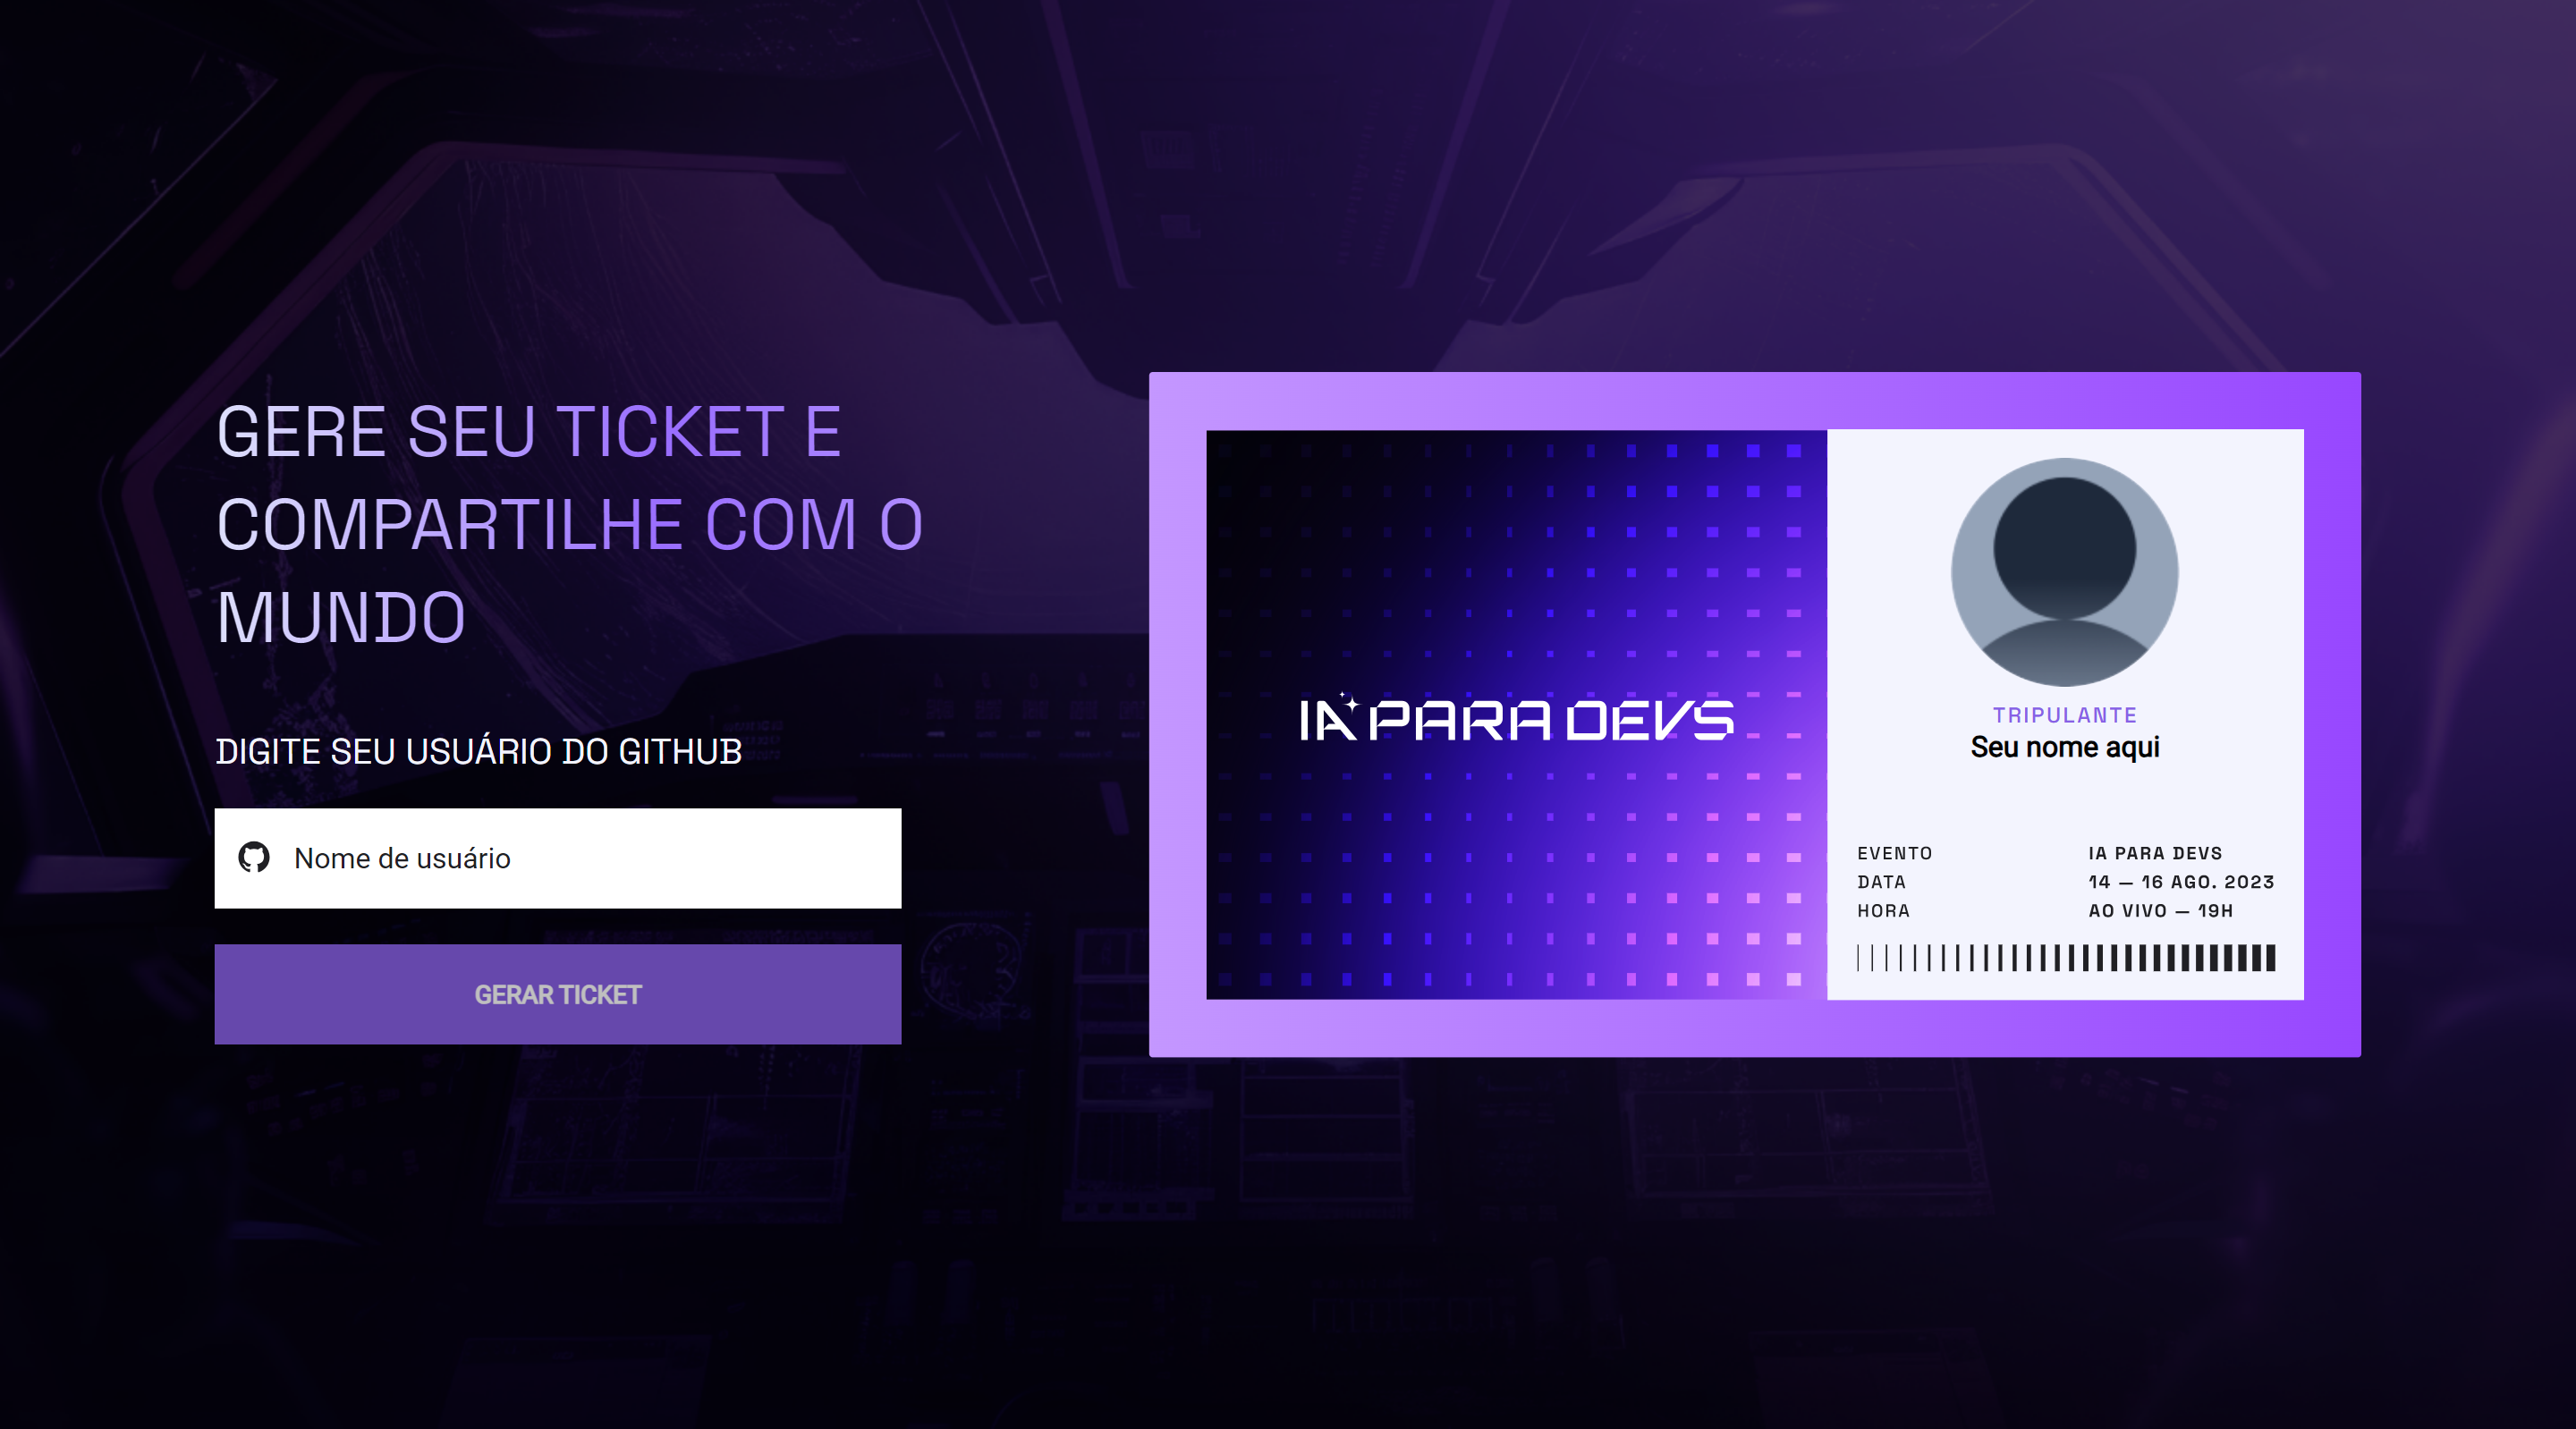 GERE SEU TICKET E
COMPARTILHE COM O
MUNDO
DIGITE SEU USUÁRIO DO GITHUB
Nome de usuário
GERAR TICKET
IA PARA DEVS
TRIPULANTE
Seu nome aqui
EVENTO IA PARA DEVS
DATA 14 — 16 AGO. 2023
HORA AO VIVO — 19H